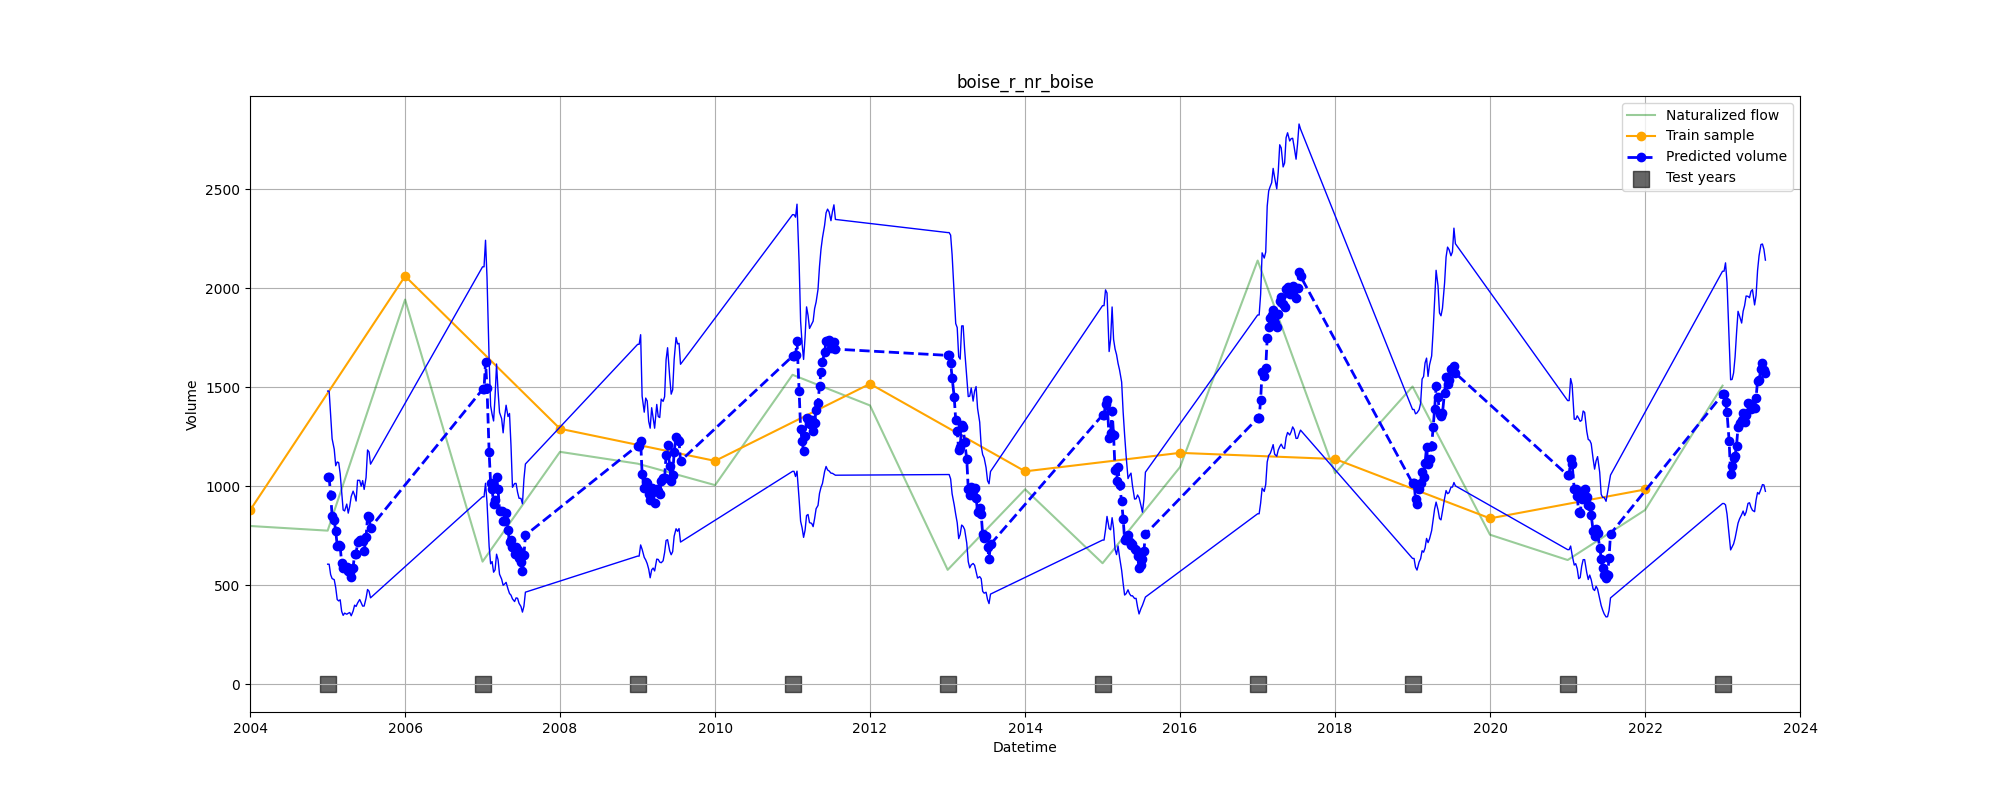 boise_r_nr_boise
Naturalized flow
Train sample
Predicted volume
Test years
Volume
2500
2000
1500
1000
500
0
2004 2006 2008 2010 2012 2014 2016 2018 2020 2022 2024
Datetime